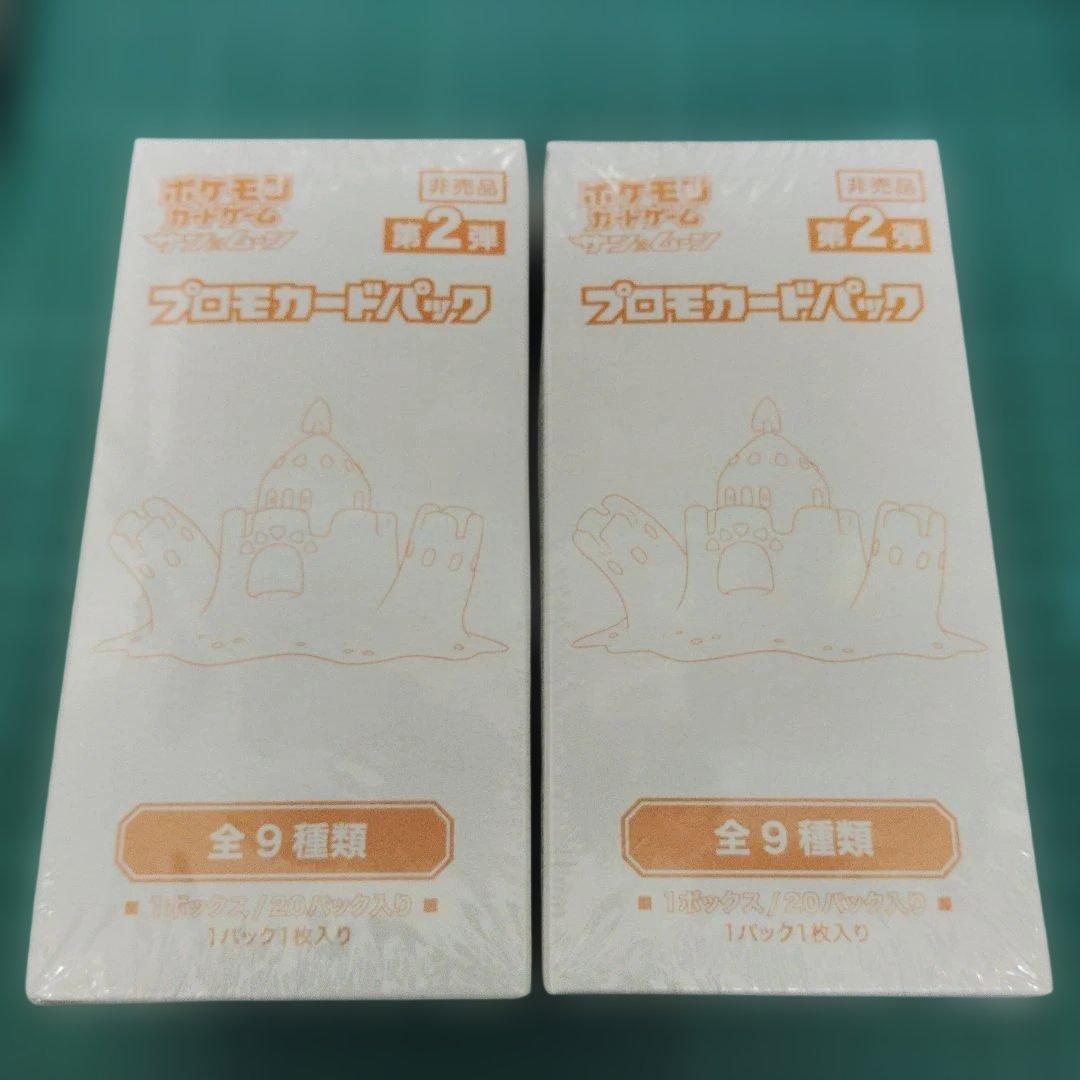 ポケモン
カードゲーム
サン&ムーン
非売品
第2弾
プロモカードパック
全9種類
■ 1ボックス/20パック入り ■
1パック1枚入り
ポケモン
カードゲーム
サン&ムーン
非売品
第2弾
プロモカードパック
全9種類
■ 1ボックス/20パック入り ■
1パック1枚入り